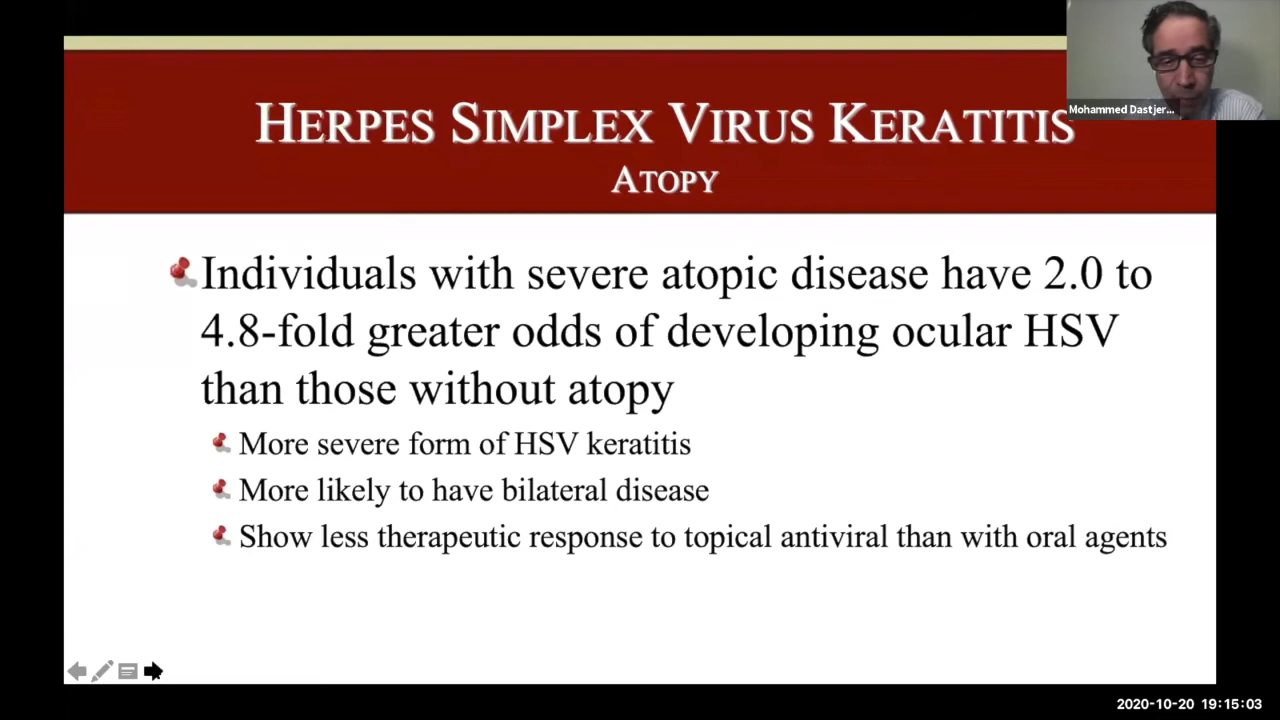 Mohammed Dastjer...
HERPES SIMPLEX VIRUS KERATITIS
ATOPY
Individuals with severe atopic disease have 2.0 to
4.8-fold greater odds of developing ocular HSV
than those without atopy
More severe form of HSV keratitis
More likely to have bilateral disease
Show less therapeutic response to topical antiviral than with oral agents
2020-10-20 19:15:03